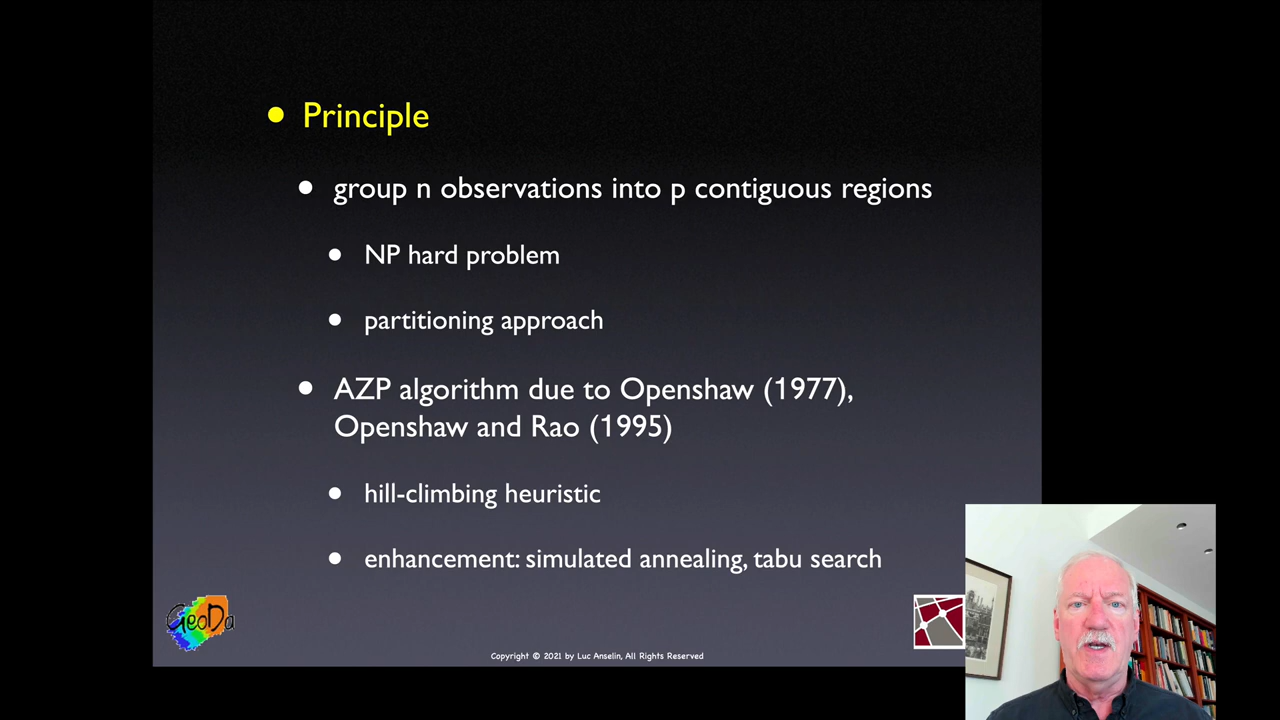 Principle
group n observations into p contiguous regions
NP hard problem
partitioning approach
AZP algorithm due to Openshaw (1977),
Openshaw and Rao (1995)
hill-climbing heuristic
enhancement: simulated annealing, tabu search
GeoDa
Copyright © 2021 by Luc Anselin, All Rights Reserved